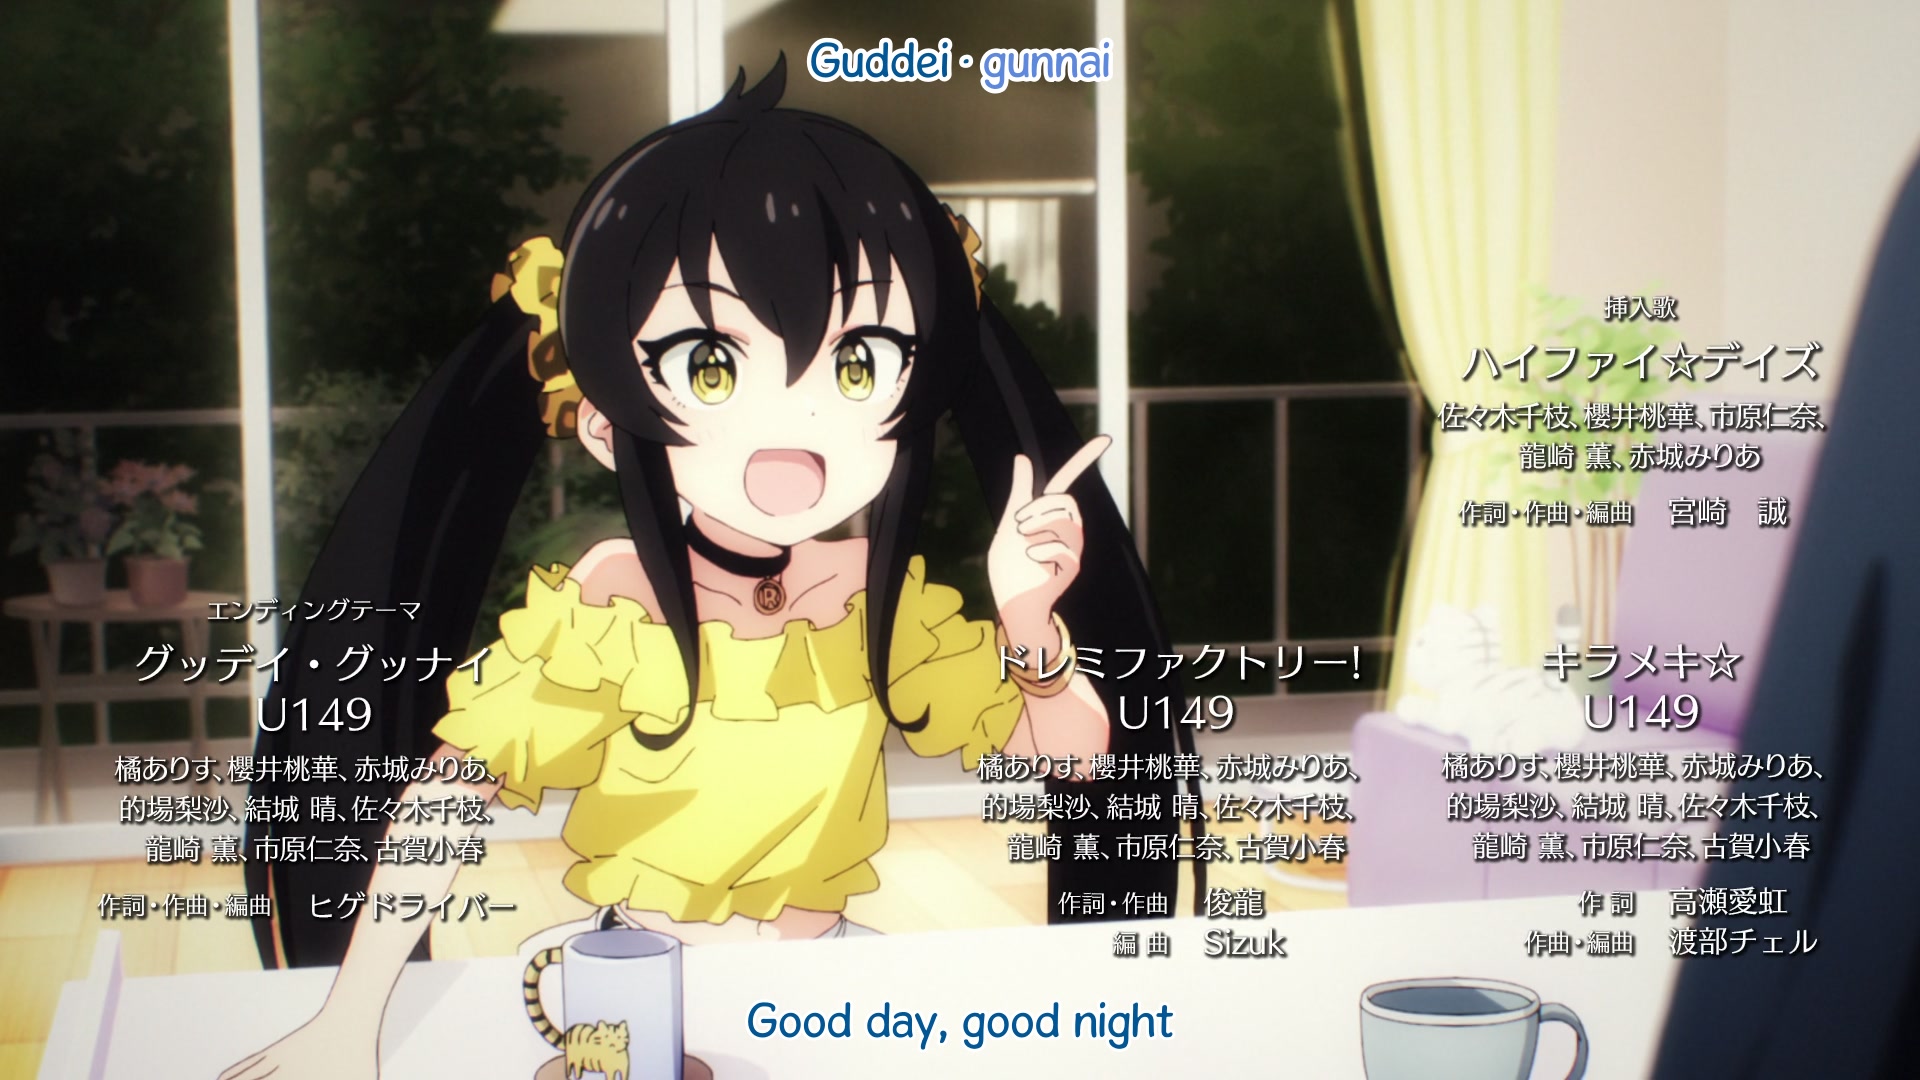 Guddei・gunnai
挿入歌
ハイファイ☆デイズ
佐々木千枝、櫻井桃華、市原仁奈、
龍崎 薫、赤城みりあ
作詞・作曲・編曲 宮崎 誠
エンディングテーマ
グッデイ・グッナイ
U149
橘ありす、櫻井桃華、赤城みりあ、
的場梨沙、結城 晴、佐々木千枝、
龍崎 薫、市原仁奈、古賀小春
作詞・作曲・編曲 ヒゲドライバー
ドレミファクトリー!
U149
橘ありす、櫻井桃華、赤城みりあ、
的場梨沙、結城 晴、佐々木千枝、
龍崎 薫、市原仁奈、古賀小春
作詞・作曲 俊龍
編 曲 Sizuk
キラメキ☆
U149
橘ありす、櫻井桃華、赤城みりあ、
的場梨沙、結城 晴、佐々木千枝、
龍崎 薫、市原仁奈、古賀小春
作 詞 高瀬愛虹
作曲・編曲 渡部チェル
R
Good day, good night